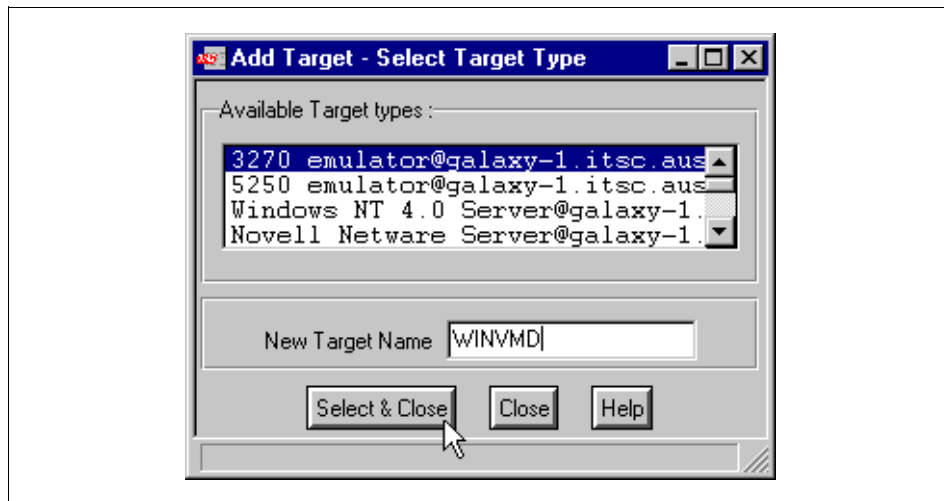 Add Target - Select Target Type
Available Target types :
3270 emulator@galaxy-1.itsc.aus
5250 emulator@galaxy-1.itsc.aus
Windows NT 4.0 Server@galaxy-1.
Novell Netware Server@galaxy-1.
New Target Name WINVMD
Select & Close Close Help